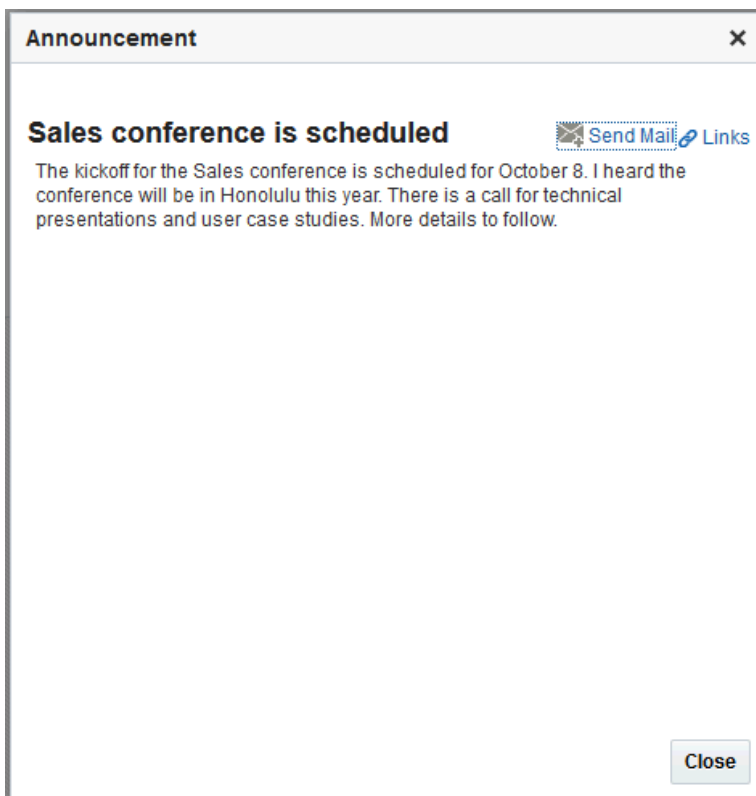 Announcement
Sales conference is scheduled
Send Mail Links
The kickoff for the Sales conference is scheduled for October 8. I heard the
conference will be in Honolulu this year. There is a call for technical
presentations and user case studies. More details to follow.
Close